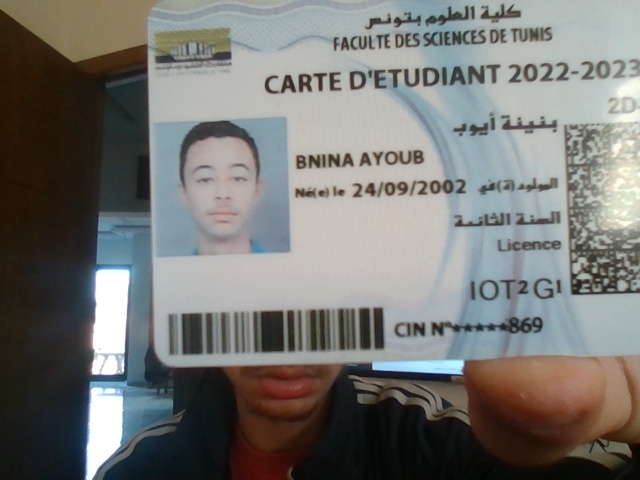 كلية العلوم بتونس
FACULTE DES SCIENCES DE TUNIS
CARTE D'ETUDIANT 2022-2023
2D
بنينة أيوب
BNINA AYOUB
Né(e) le 24/09/2002 المولود(ة) في
السنة الثانية
Licence
IOT2 G1
CIN N°*****869